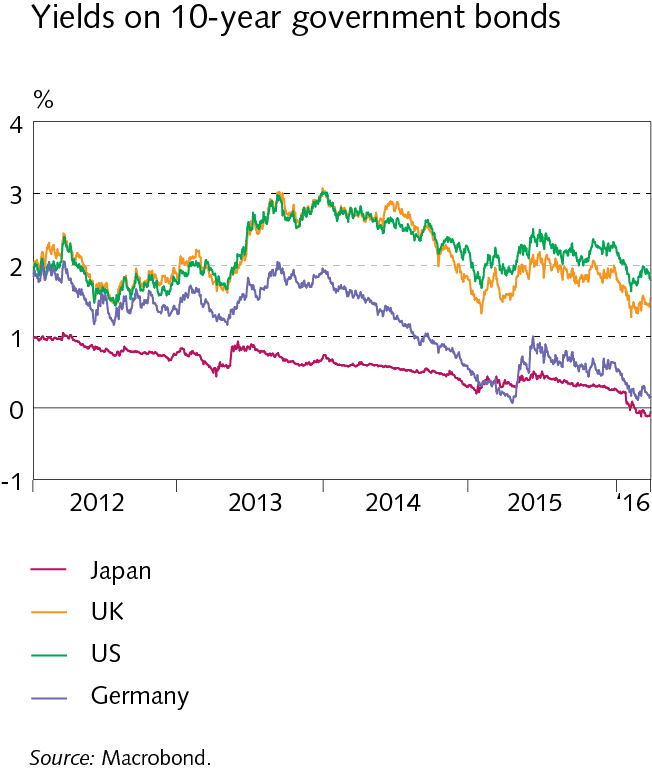 Yields on 10-year government bonds
%
4
3
2
1
0
-1
2012 2013 2014 2015 ‘16
Japan
UK
US
Germany
Source: Macrobond.